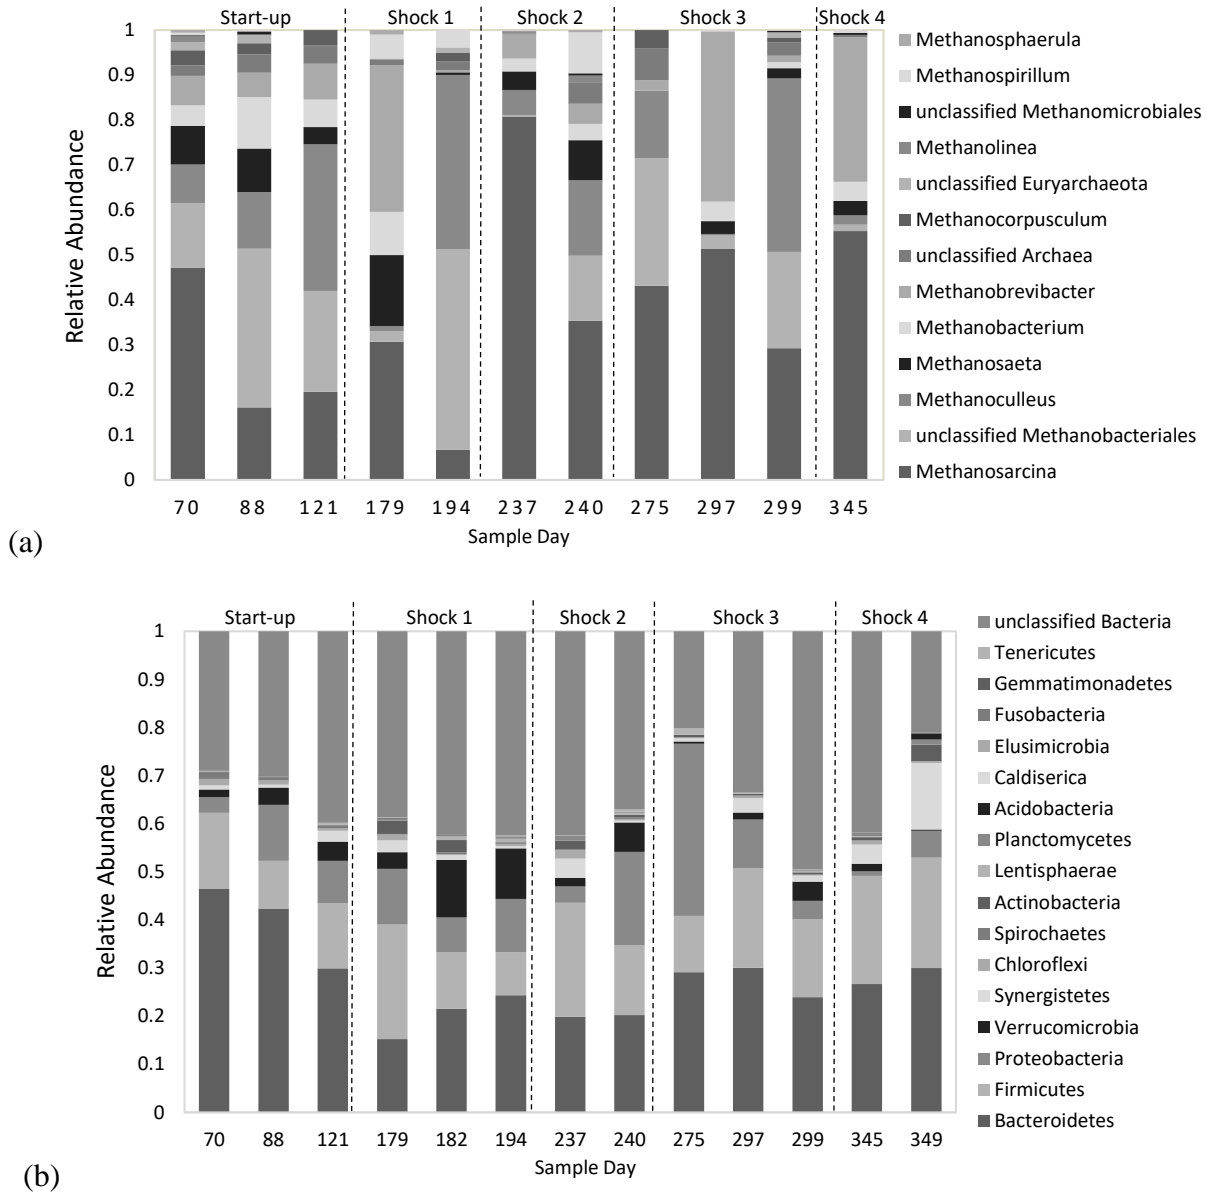 Start-up Shock 1 Shock 2 Shock 3 Shock 4
1
0.9
0.8
0.7
0.6
0.5
0.4
0.3
0.2
0.1
0
Relative Abundance
70 88 121 179 194 237 240 275 297 299 345
Sample Day
Methanosphaerula
Methanospirillum
unclassified Methanomicrobiales
Methanolinea
unclassified Euryarchaeota
Methanocorpusculum
unclassified Archaea
Methanobrevibacter
Methanobacterium
Methanosaeta
Methanoculleus
unclassified Methanobacteriales
Methanosarcina
(a)
Start-up Shock 1 Shock 2 Shock 3 Shock 4
1
0.9
0.8
0.7
0.6
0.5
0.4
0.3
0.2
0.1
0
Relative Abundance
70 88 121 179 182 194 237 240 275 297 299 345 349
Sample Day
unclassified Bacteria
Tenericutes
Gemmatimonadetes
Fusobacteria
Elusimicrobia
Caldiserica
Acidobacteria
Planctomycetes
Lentisphaerae
Actinobacteria
Spirochaetes
Chloroflexi
Synergistetes
Verrucomicrobia
Proteobacteria
Firmicutes
Bacteroidetes
(b)